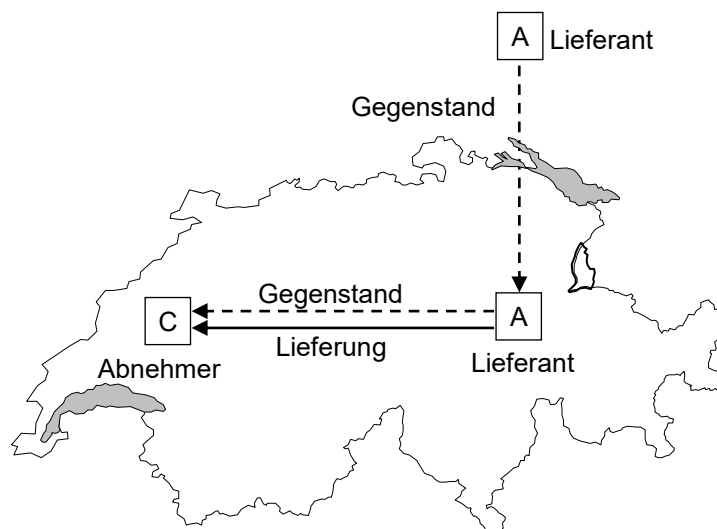 A
Lieferant
Gegenstand
Gegenstand
C
A
Lieferung
Abnehmer
Lieferant